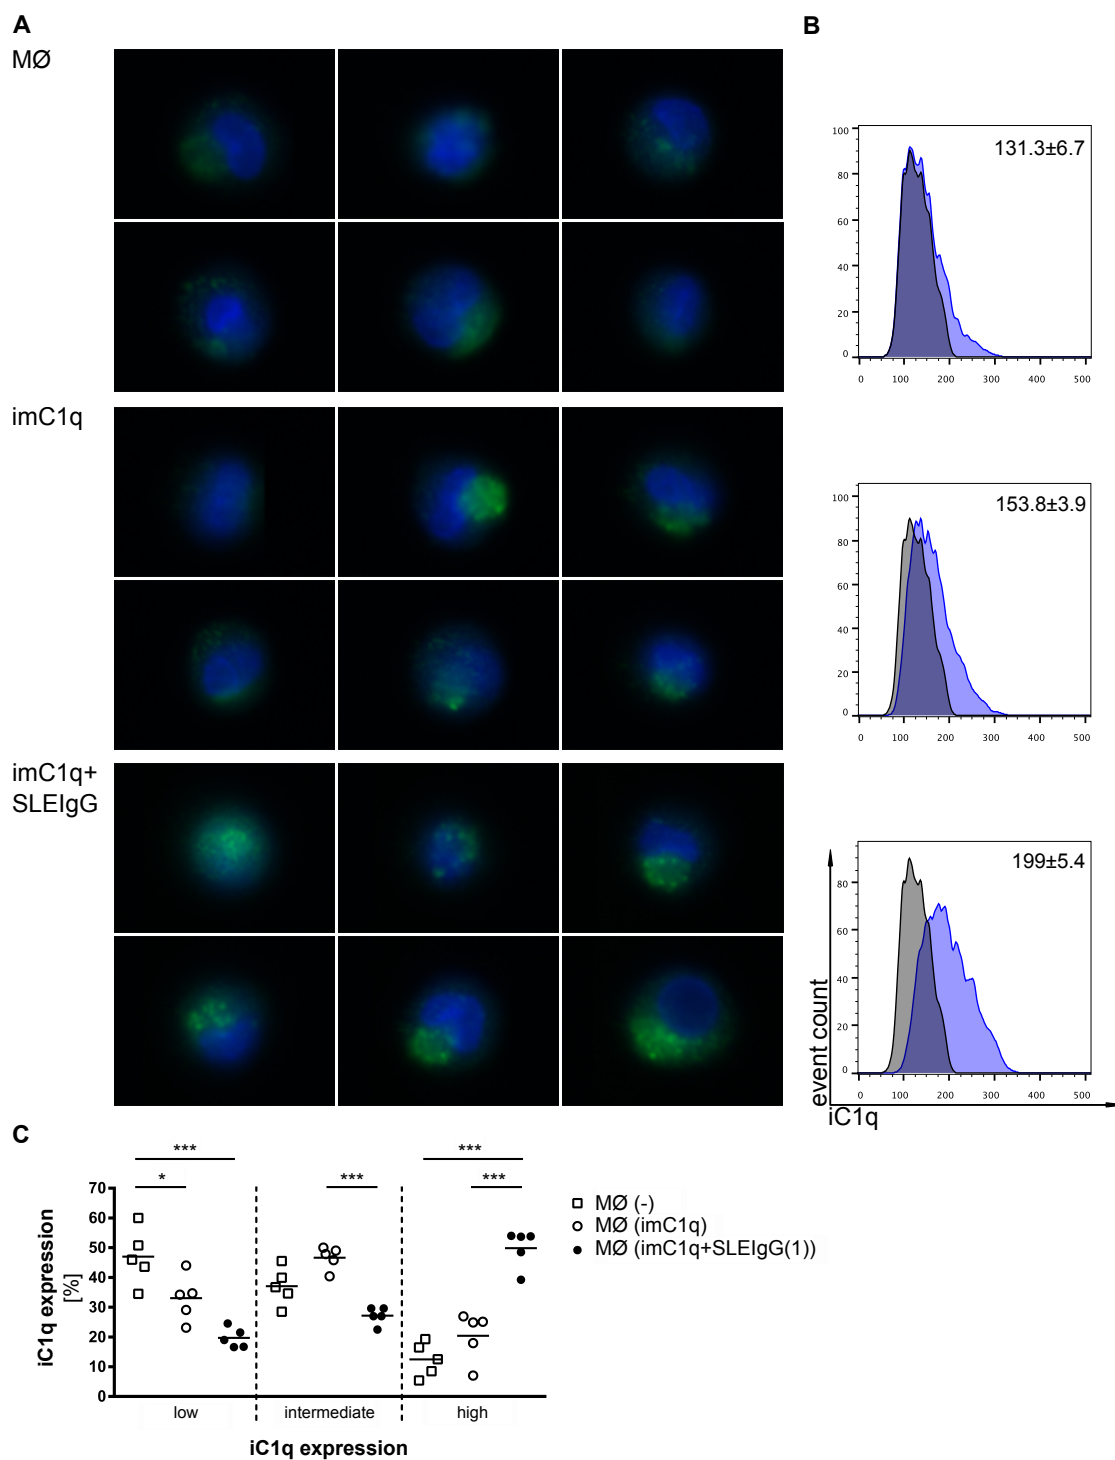 A
B
MØ
131.3±6.7
100
80
60
40
20
0
0 100 200 300 400 500
imC1q
153.8±3.9
100
80
60
40
20
0
0 100 200 300 400 500
imC1q+
SLEIgG
199±5.4
80
60
40
20
0
0 100 200 300 400 500
event count
iC1q
C
*** ***
* *** ***
70
60
50
40
30
20
10
0
iC1q expression
[%]
MØ (-)
MØ (imC1q)
MØ (imC1q+SLEIgG(1))
low intermediate high
iC1q expression